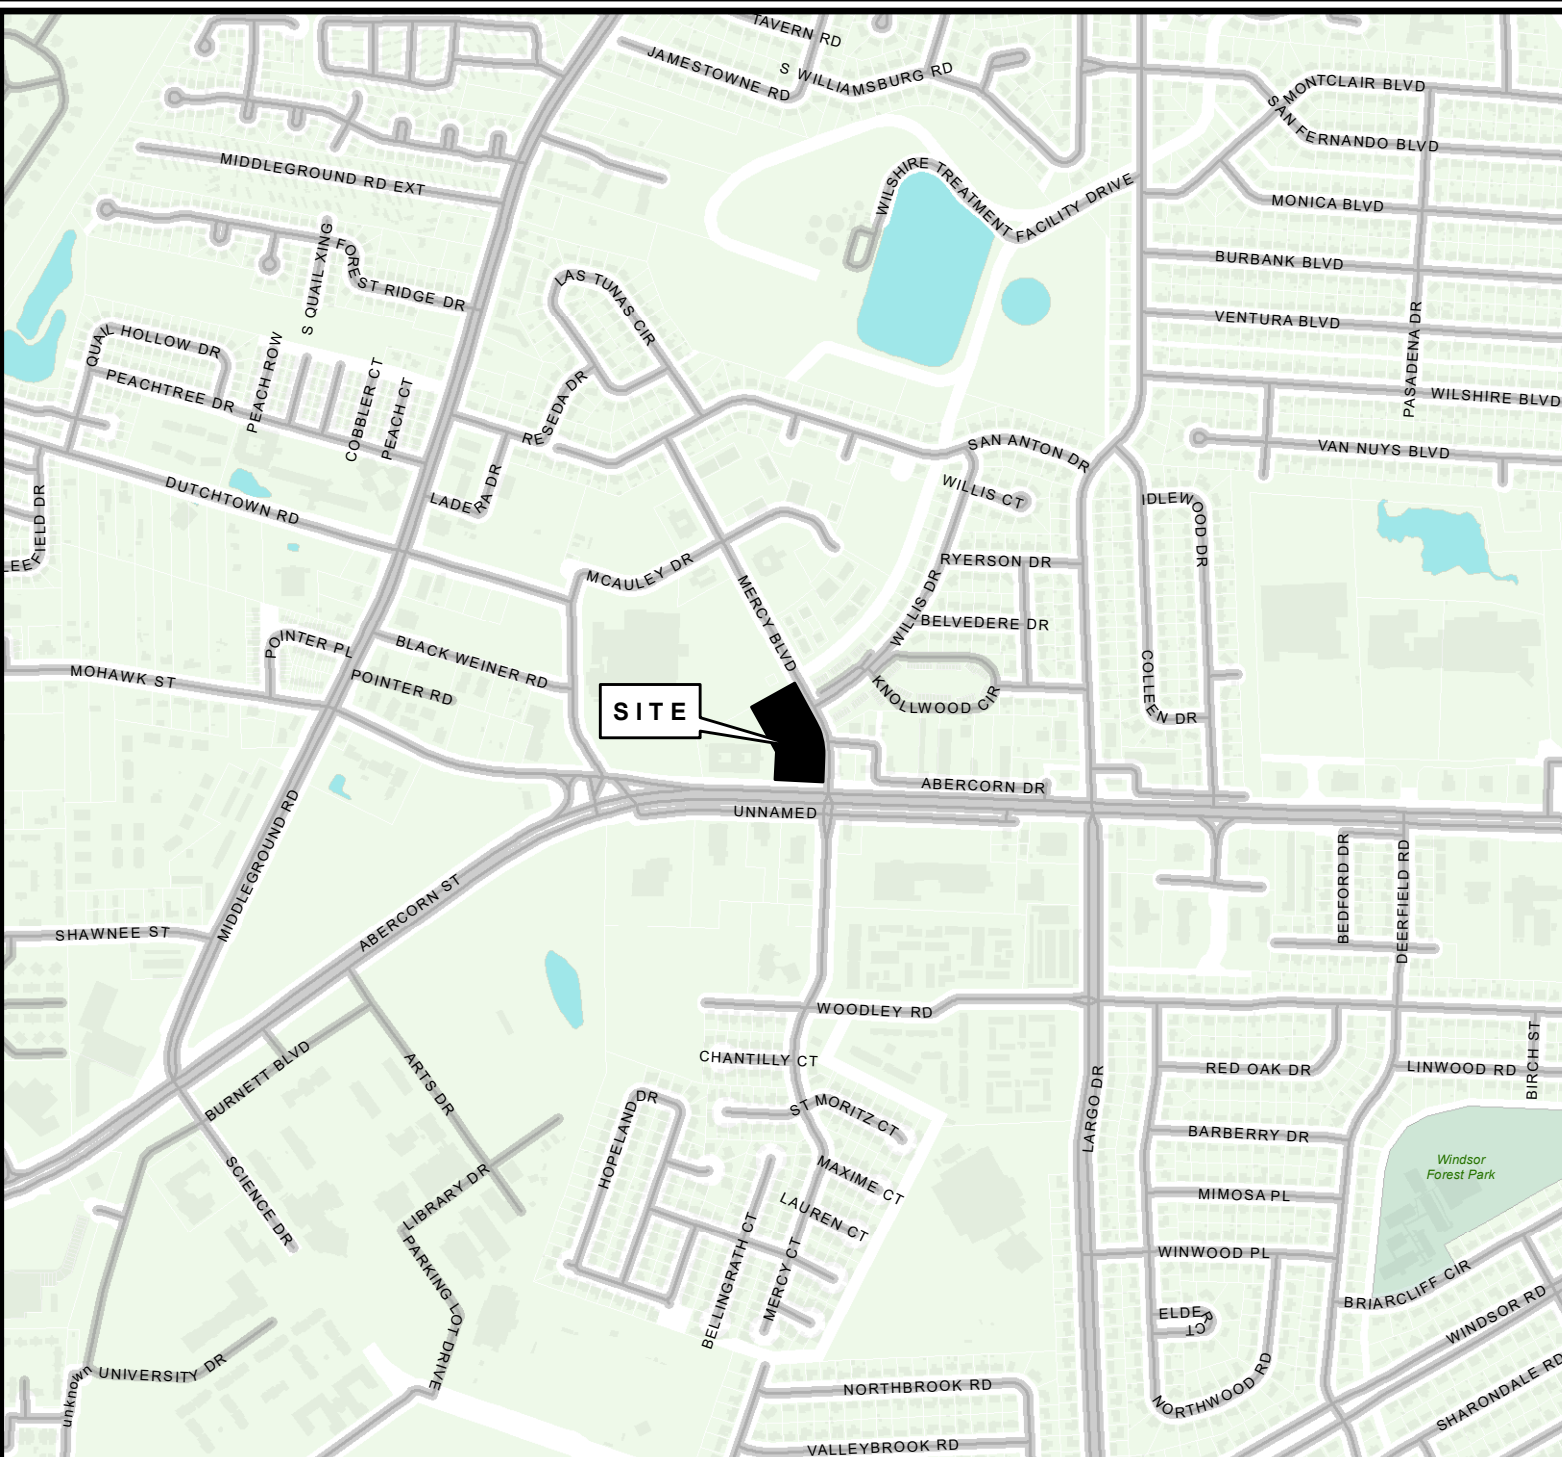 TAVERN RD
JAMESTOWNE RD
S WILLIAMSBURG RD
S MONTCLAIR BLVD
SAN FERNANDO BLVD
MIDDLEGROUND RD EXT
WILSHIRE TREATMENT FACILITY DRIVE
MONICA BLVD
S QUAIL XING
FOREST RIDGE DR
BURBANK BLVD
LAS TUNAS CIR
VENTURA BLVD
QUAIL HOLLOW DR
PASADENA DR
PEACHTREE DR
PEACH ROW
COBBLER CT
PEACH CT
RESEDA DR
WILSHIRE BLVD
SAN ANTON DR
VAN NUYS BLVD
DUTCHTOWN RD
LADERA DR
WILLIS CT
IDLEWOOD DR
LEEFIELD DR
RYERSON DR
MCAULEY DR
MERCY BLVD
WILLIS DR
BELVEDERE DR
POINTER PL
BLACK WEINER RD
MOHAWK ST
POINTER RD
KNOLLWOOD CIR
COLLEEN DR
SITE
ABERCORN DR
UNNAMED
MIDDLEGROUND RD
ABERCORN ST
BEDFORD DR
DEERFIELD RD
SHAWNEE ST
WOODLEY RD
CHANTILLY CT
BURNETT BLVD
ARTS DR
LARGO DR
RED OAK DR
LINWOOD RD
BIRCH ST
HOPELAND DR
ST MORITZ CT
BARBERRY DR
SCIENCE DR
LIBRARY DR
MAXIME CT
Windsor
Forest Park
LAUREN CT
MIMOSA PL
PARKING LOT DRIVE
BELLINGRATH CT
MERCY CT
WINWOOD PL
BRIARCLIFF CIR
ELDER CT
WINDSOR RD
UNIVERSITY DR
unknown
NORTHBROOK RD
NORTHWOOD RD
SHARONDALE RD
VALLEYBROOK RD